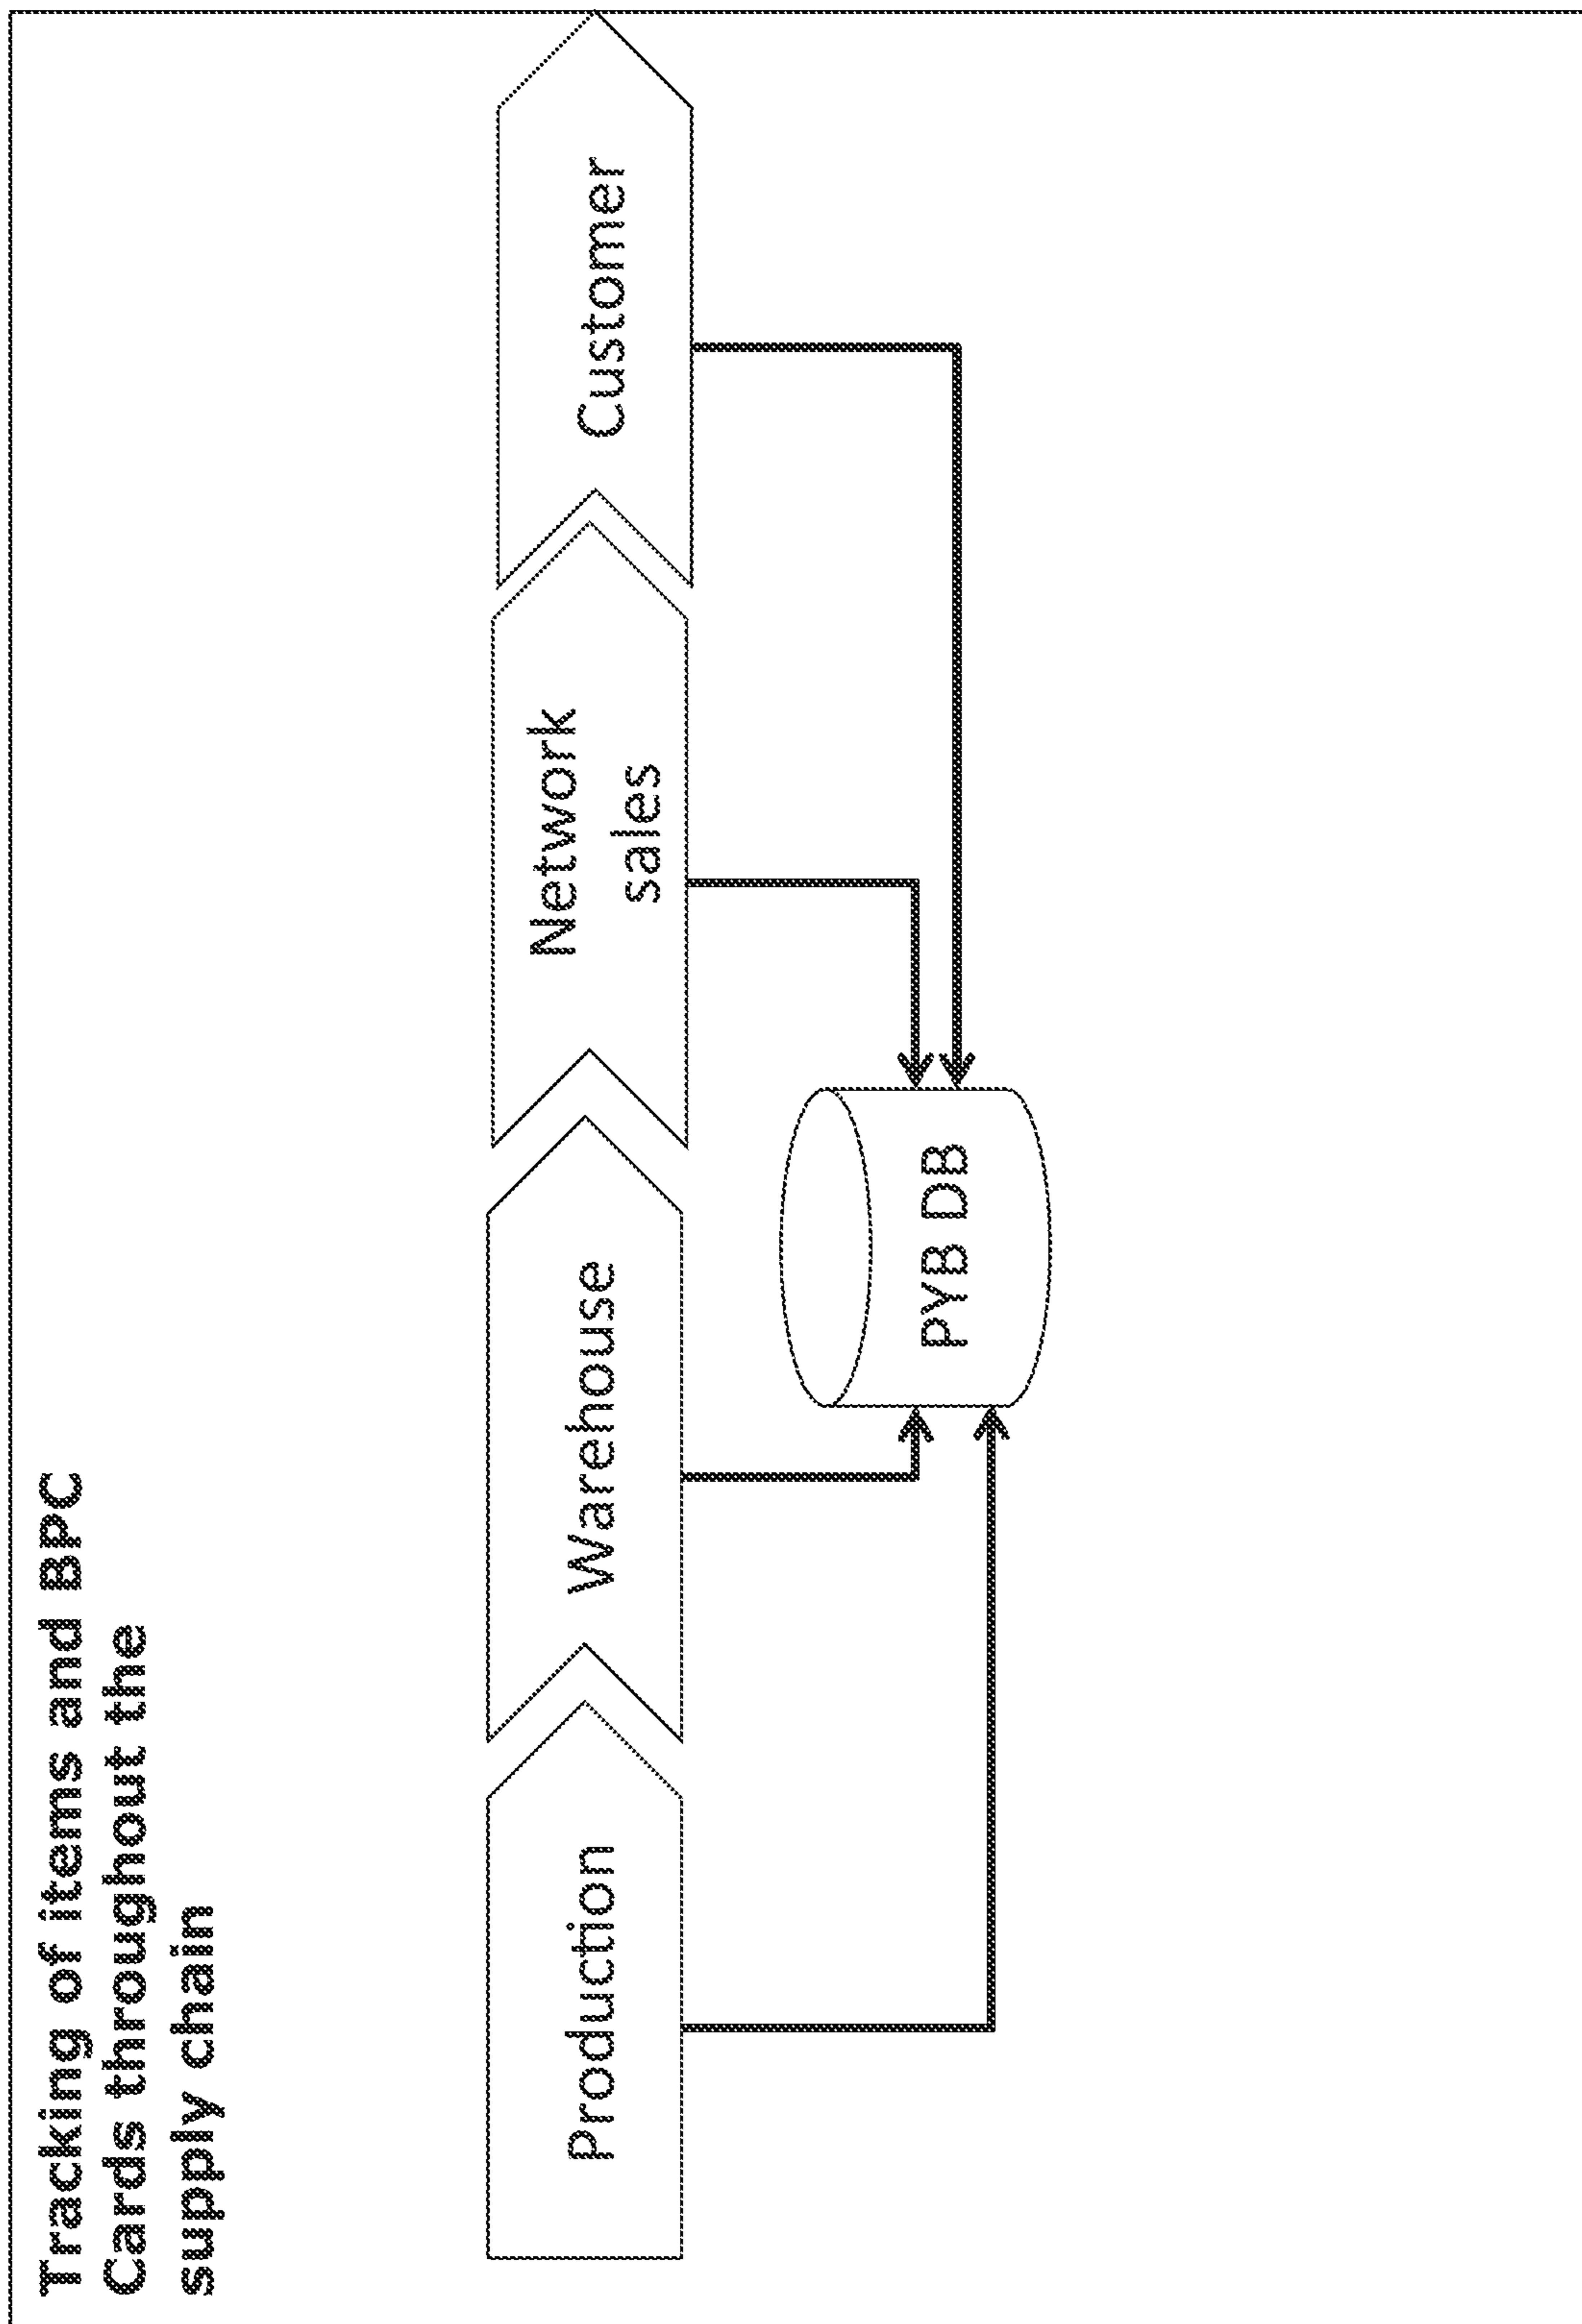 Tracking of items and BPC
Cards throughout the
supply chain
Production
Warehouse
Network
sales
Customer
PYB DB